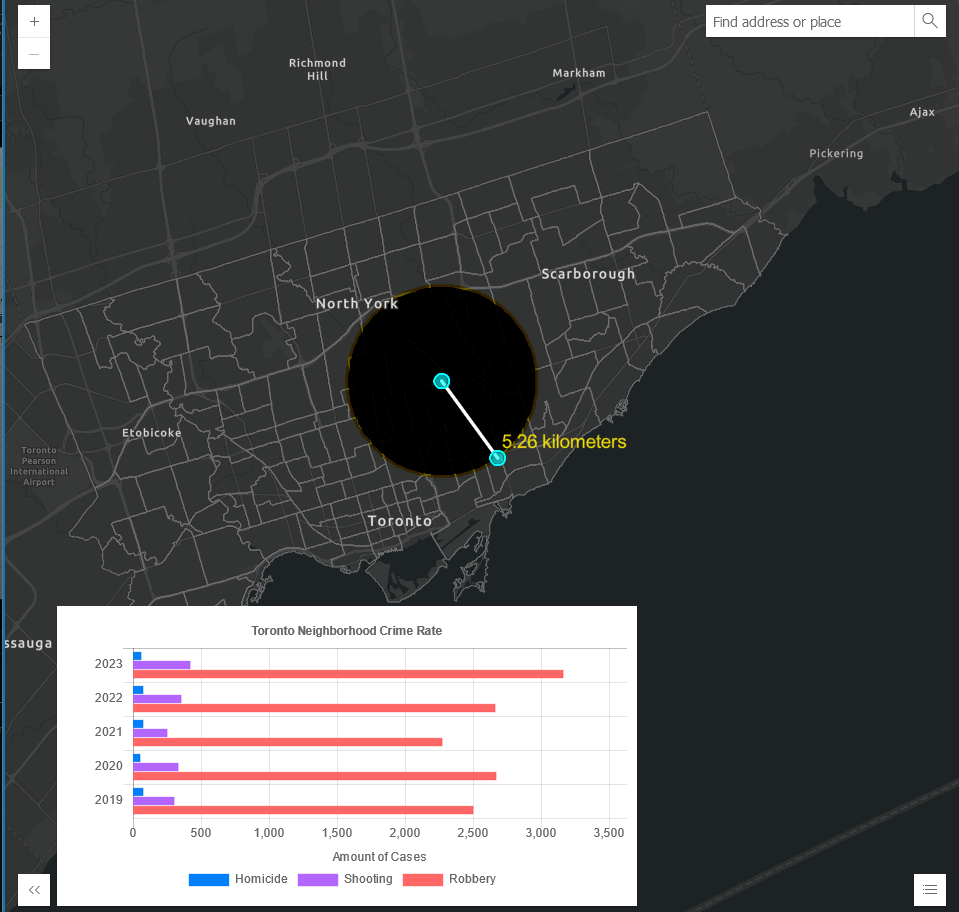 +
Find address or place
−
Richmond
Hill
Markham
Vaughan
Ajax
Pickering
Scarborough
North York
Etobicoke
5.26 kilometers
Toronto
Pearson
International
Airport
Toronto
ssauga
Toronto Neighborhood Crime Rate
2023
2022
2021
2020
2019
0 500 1,000 1,500 2,000 2,500 3,000 3,500
Amount of Cases
Homicide Shooting Robbery